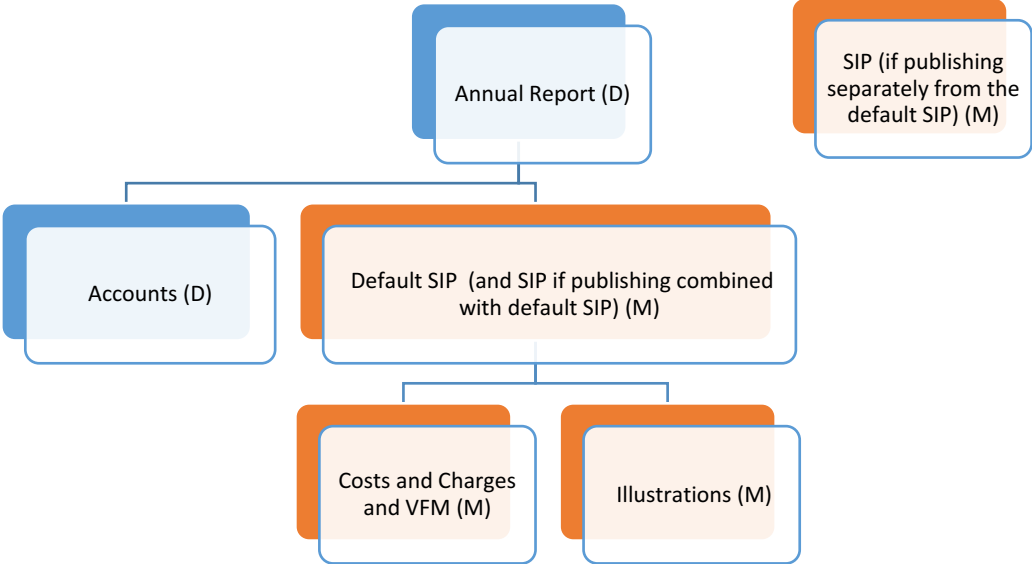 Annual Report (D)
SIP (if publishing
separately from the
default SIP) (M)
Accounts (D)
Default SIP  (and SIP if publishing combined
with default SIP) (M)
Costs and Charges
and VFM (M)
Illustrations (M)